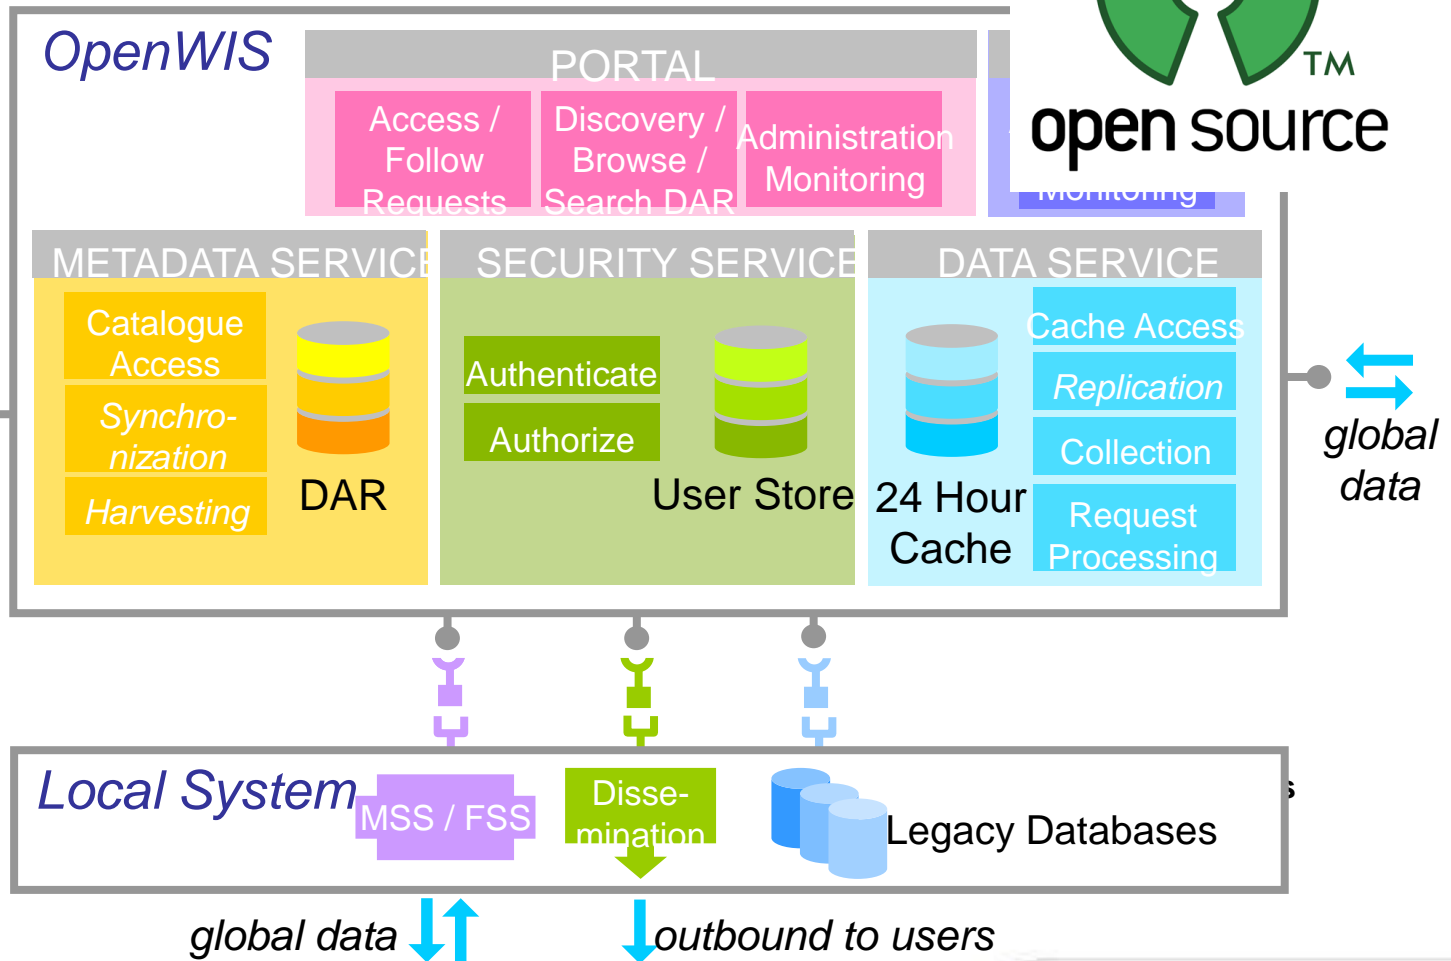 OpenWIS
PORTAL
Access /
Follow
Requests
Discovery /
Browse /
Search DAR
Administration
Monitoring
TM
open source
Monitoring
METADATA SERVICE
Catalogue
Access
Synchro-
nization
Harvesting
DAR
SECURITY SERVICE
Authenticate
Authorize
User Store
DATA SERVICE
24 Hour
Cache
Cache Access
Replication
Collection
Request
Processing
global
data
Local System
MSS / FSS
Disse-
mination
Legacy Databases
s
global data
outbound to users